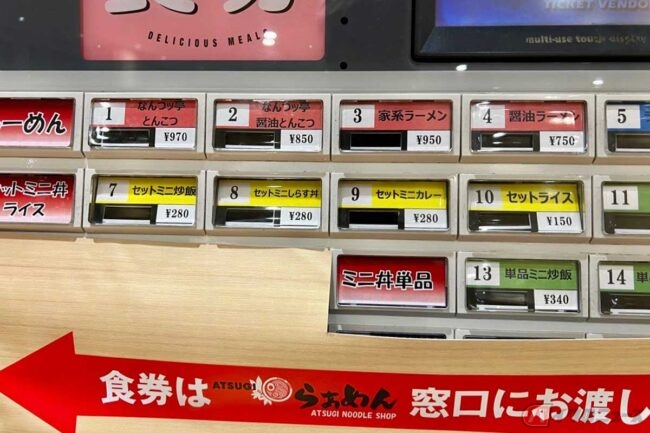 TICKET VENDO
DELICIOUS MEALS
multi-use touch display
らーめん
1 なんつッ亭 とんこつ ¥970
2 なんつッ亭 醤油とんこつ ¥850
3 家系ラーメン ¥950
4 醤油ラーメン ¥750
5
セットミニ丼
ライス
7 セットミニ炒飯 ¥280
8 セットミニしらす丼 ¥280
9 セットミニカレー ¥280
10 セットライス ¥150
11
ミニ丼単品
13 単品ミニ炒飯 ¥340
14
食券は ATSUGI らぁめん 窓口にお渡し
ATSUGI NOODLE SHOP